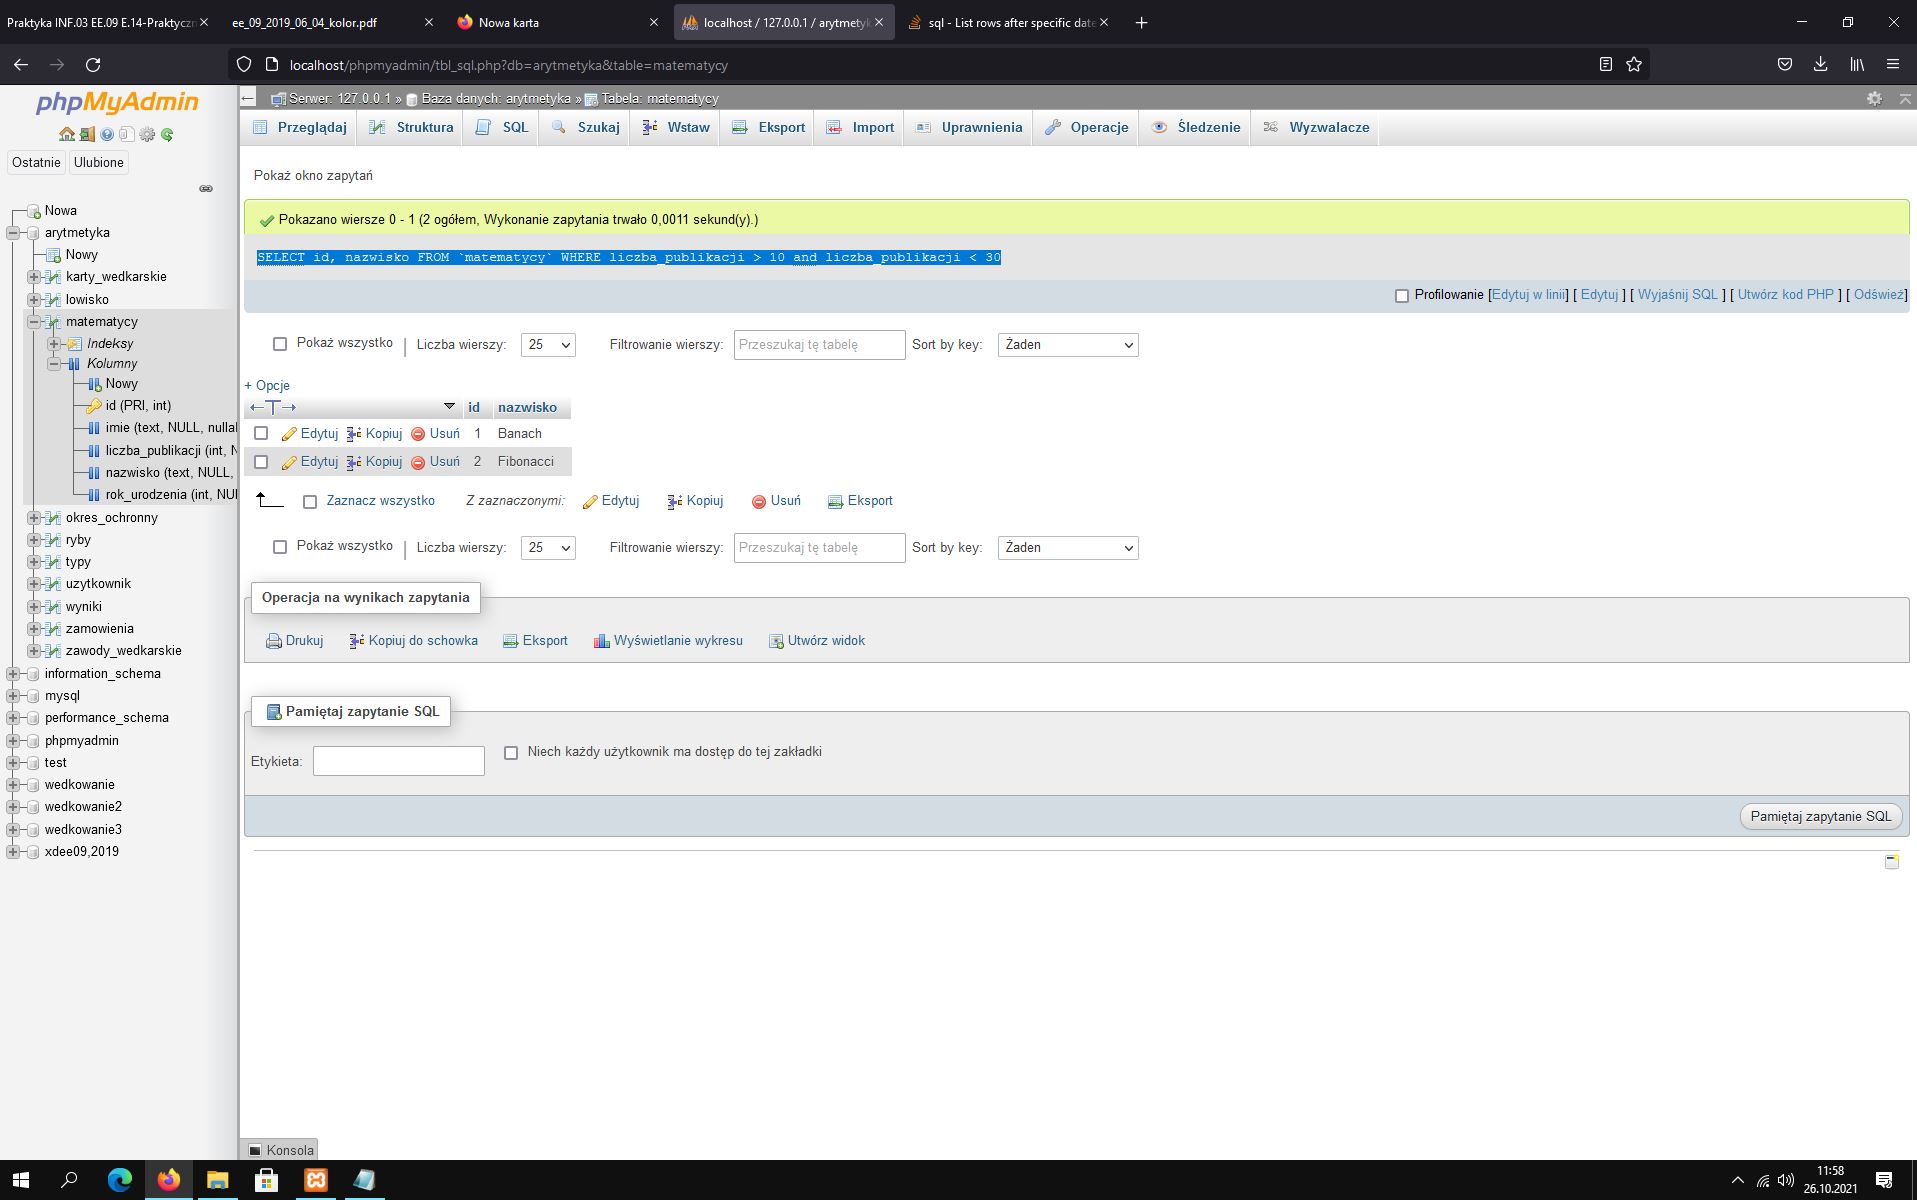 Praktyka INF.03 EE.09 E.14-Praktyczn
ee_09_2019_06_04_kolor.pdf
Nowa karta
localhost / 127.0.0.1 / arytmetyk
sql - List rows after specific date
localhost/phpmyadmin/tbl_sql.php?db=arytmetyka&table=matematycy
phpMyAdmin
Ostatnie
Ulubione
Nowa
arytmetyka
Nowy
karty_wedkarskie
lowisko
matematycy
Indeksy
Kolumny
Nowy
id (PRI, int)
imie (text, NULL, nullal
liczba_publikacji (int, N
nazwisko (text, NULL,
rok_urodzenia (int, NUL
okres_ochronny
ryby
typy
uzytkownik
wyniki
zamowienia
zawody_wedkarskie
information_schema
mysql
performance_schema
phpmyadmin
test
wedkowanie
wedkowanie2
wedkowanie3
xdee09,2019
Serwer: 127.0.0.1 » Baza danych: arytmetyka » Tabela: matematycy
Przeglądaj Struktura SQL Szukaj Wstaw Eksport Import Uprawnienia Operacje Śledzenie Wyzwalacze
Pokaż okno zapytań
Pokazano wiersze 0 - 1 (2 ogółem, Wykonanie zapytania trwało 0,0011 sekund(y).)
SELECT id, nazwisko FROM `matematycy` WHERE liczba_publikacji > 10 and liczba_publikacji < 30
Profilowanie [Edytuj w linii] [ Edytuj ] [ Wyjaśnij SQL ] [ Utwórz kod PHP ] [ Odśwież]
Pokaż wszystko | Liczba wierszy: 25 Filtrowanie wierszy: Przeszukaj tę tabelę Sort by key: Żaden
+ Opcje
←T→ id nazwisko
Edytuj Kopiuj Usuń 1 Banach
Edytuj Kopiuj Usuń 2 Fibonacci
Zaznacz wszystko Z zaznaczonymi: Edytuj Kopiuj Usuń Eksport
Pokaż wszystko | Liczba wierszy: 25 Filtrowanie wierszy: Przeszukaj tę tabelę Sort by key: Żaden
Operacja na wynikach zapytania
Drukuj Kopiuj do schowka Eksport Wyświetlanie wykresu Utwórz widok
Pamiętaj zapytanie SQL
Etykieta: Niech każdy użytkownik ma dostęp do tej zakładki
Pamiętaj zapytanie SQL
Konsola
11:58
26.10.2021